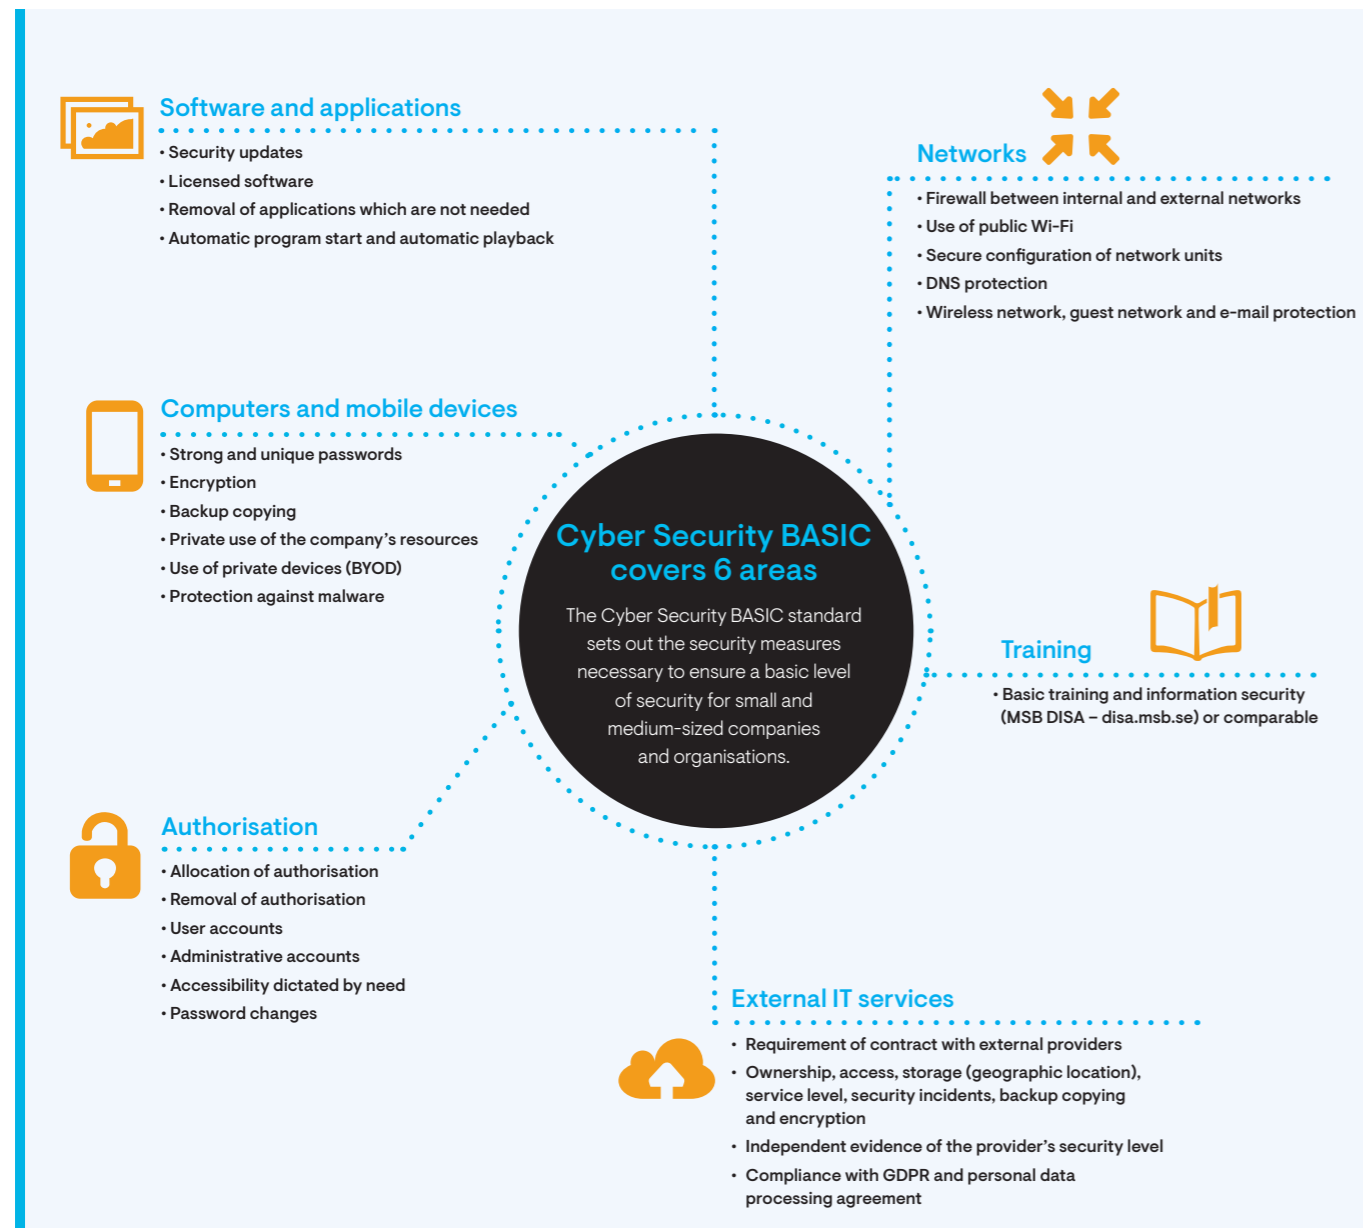 Software and applications
• Security updates
• Licensed software
• Removal of applications which are not needed
• Automatic program start and automatic playback
Networks
• Firewall between internal and external networks
• Use of public Wi-Fi
• Secure configuration of network units
• DNS protection
• Wireless network, guest network and e-mail protection
Computers and mobile devices
• Strong and unique passwords
• Encryption
• Backup copying
• Private use of the company’s resources
• Use of private devices (BYOD)
• Protection against malware
Cyber Security BASIC
covers 6 areas
The Cyber Security BASIC standard
sets out the security measures
necessary to ensure a basic level
of security for small and
medium-sized companies
and organisations.
Training
• Basic training and information security
(MSB DISA – disa.msb.se) or comparable
Authorisation
• Allocation of authorisation
• Removal of authorisation
• User accounts
• Administrative accounts
• Accessibility dictated by need
• Password changes
External IT services
• Requirement of contract with external providers
• Ownership, access, storage (geographic location),
service level, security incidents, backup copying
and encryption
• Independent evidence of the provider’s security level
• Compliance with GDPR and personal data
processing agreement